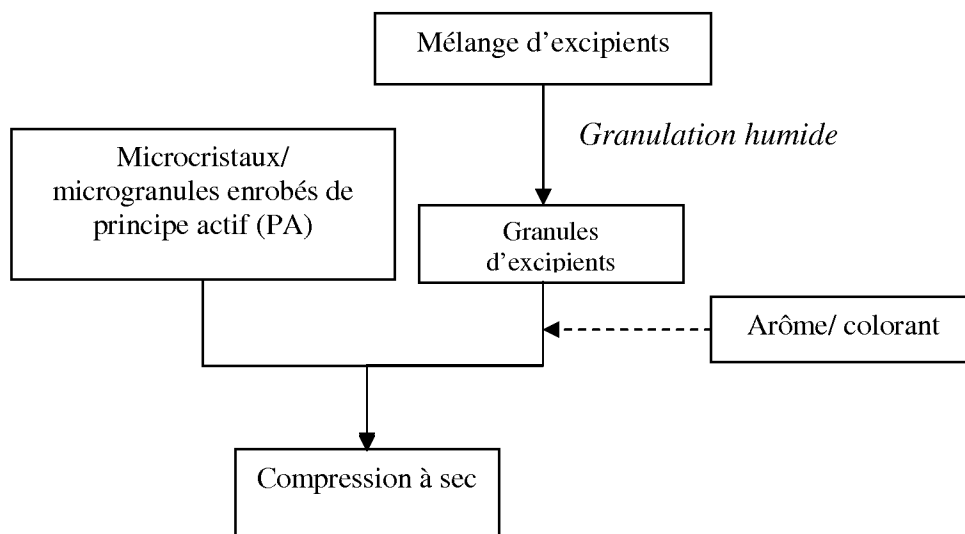 Mélange d’excipients
Granulation humide
Microcristaux/
microgranules enrobés de
principe actif (PA)
Granules
d’excipients
Arôme/ colorant
Compression à sec